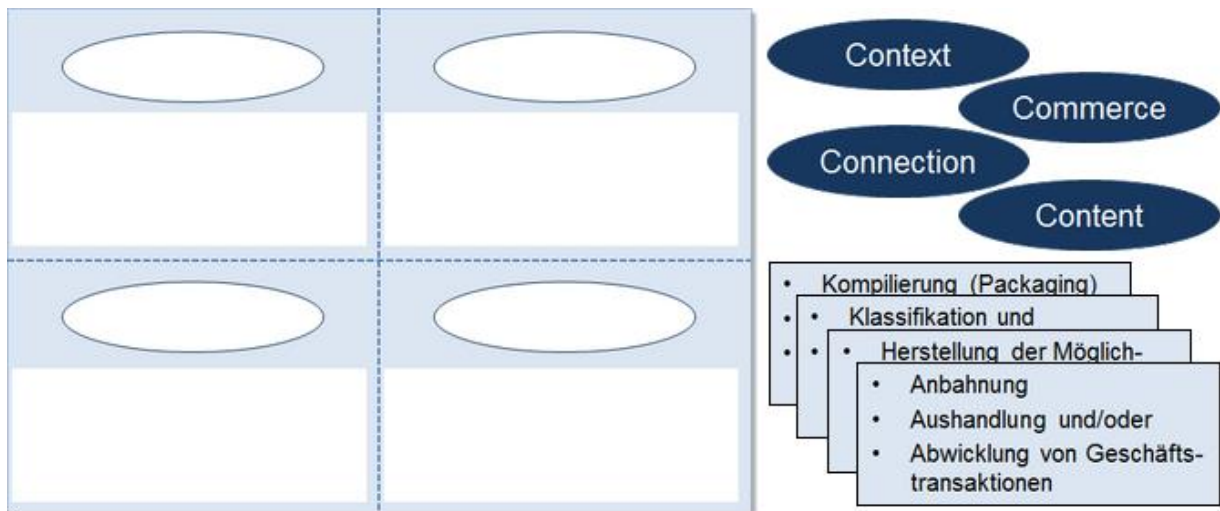 Context
Commerce
Connection
Content
• Kompilierung (Packaging)
• • Klassifikation und
• • • Herstellung der Möglich-
• Anbahnung
• Aushandlung und/oder
• Abwicklung von Geschäfts-
transaktionen